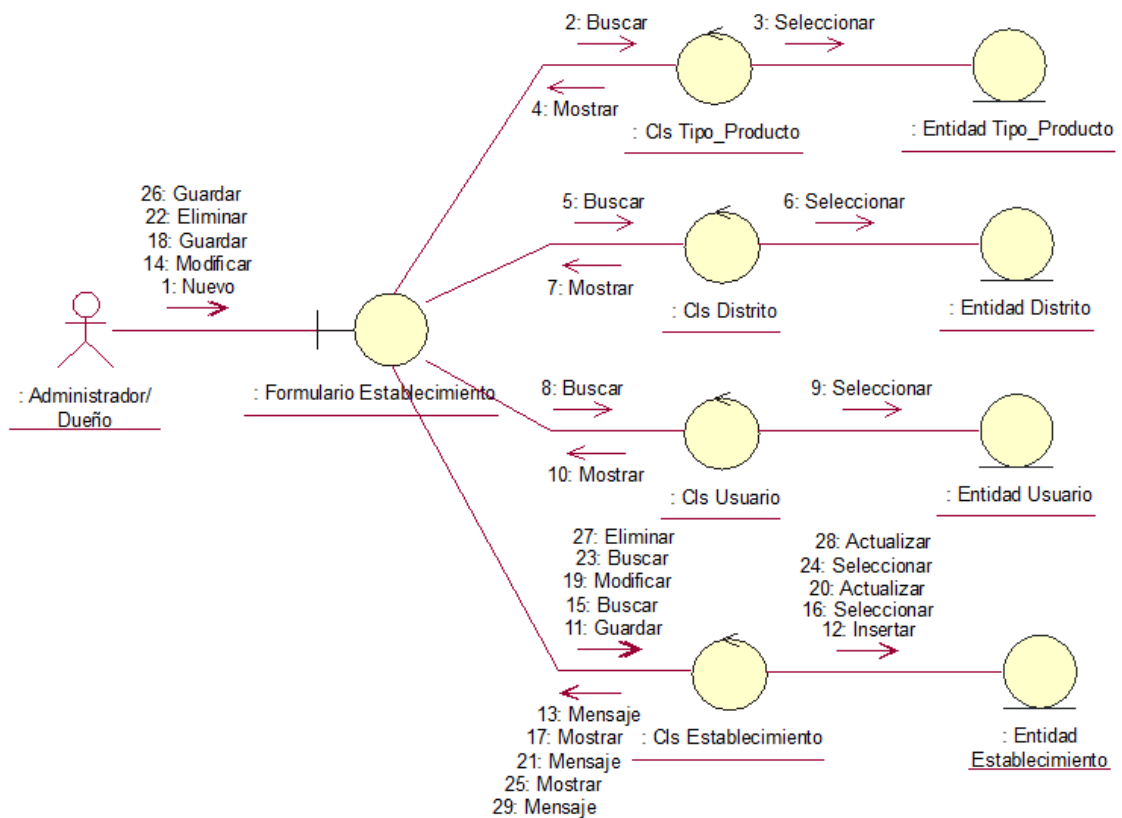 2: Buscar
3: Seleccionar
4: Mostrar
: Cls Tipo_Producto
: Entidad Tipo_Producto
26: Guardar
22: Eliminar
18: Guardar
14: Modificar
1: Nuevo
5: Buscar
6: Seleccionar
7: Mostrar
: Cls Distrito
: Entidad Distrito
: Administrador/
Dueño
: Formulario Establecimiento
8: Buscar
9: Seleccionar
10: Mostrar
: Cls Usuario
: Entidad Usuario
27: Eliminar
23: Buscar
19: Modificar
15: Buscar
11: Guardar
28: Actualizar
24: Seleccionar
20: Actualizar
16: Seleccionar
12: Insertar
13: Mensaje
17: Mostrar
21: Mensaje
25: Mostrar
29: Mensaje
: Cls Establecimiento
: Entidad
Establecimiento